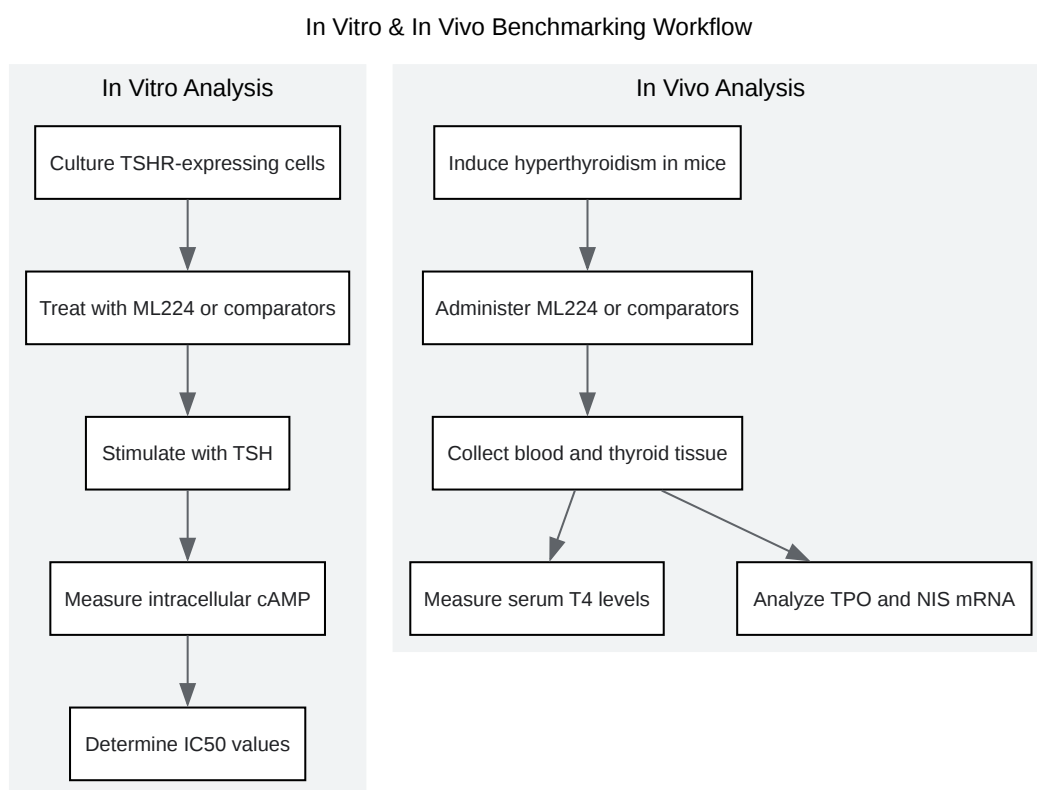 In Vitro & In Vivo Benchmarking Workflow
In Vitro Analysis
Culture TSHR-expressing cells
Treat with ML224 or comparators
Stimulate with TSH
Measure intracellular cAMP
Determine IC50 values
In Vivo Analysis
Induce hyperthyroidism in mice
Administer ML224 or comparators
Collect blood and thyroid tissue
Measure serum T4 levels
Analyze TPO and NIS mRNA